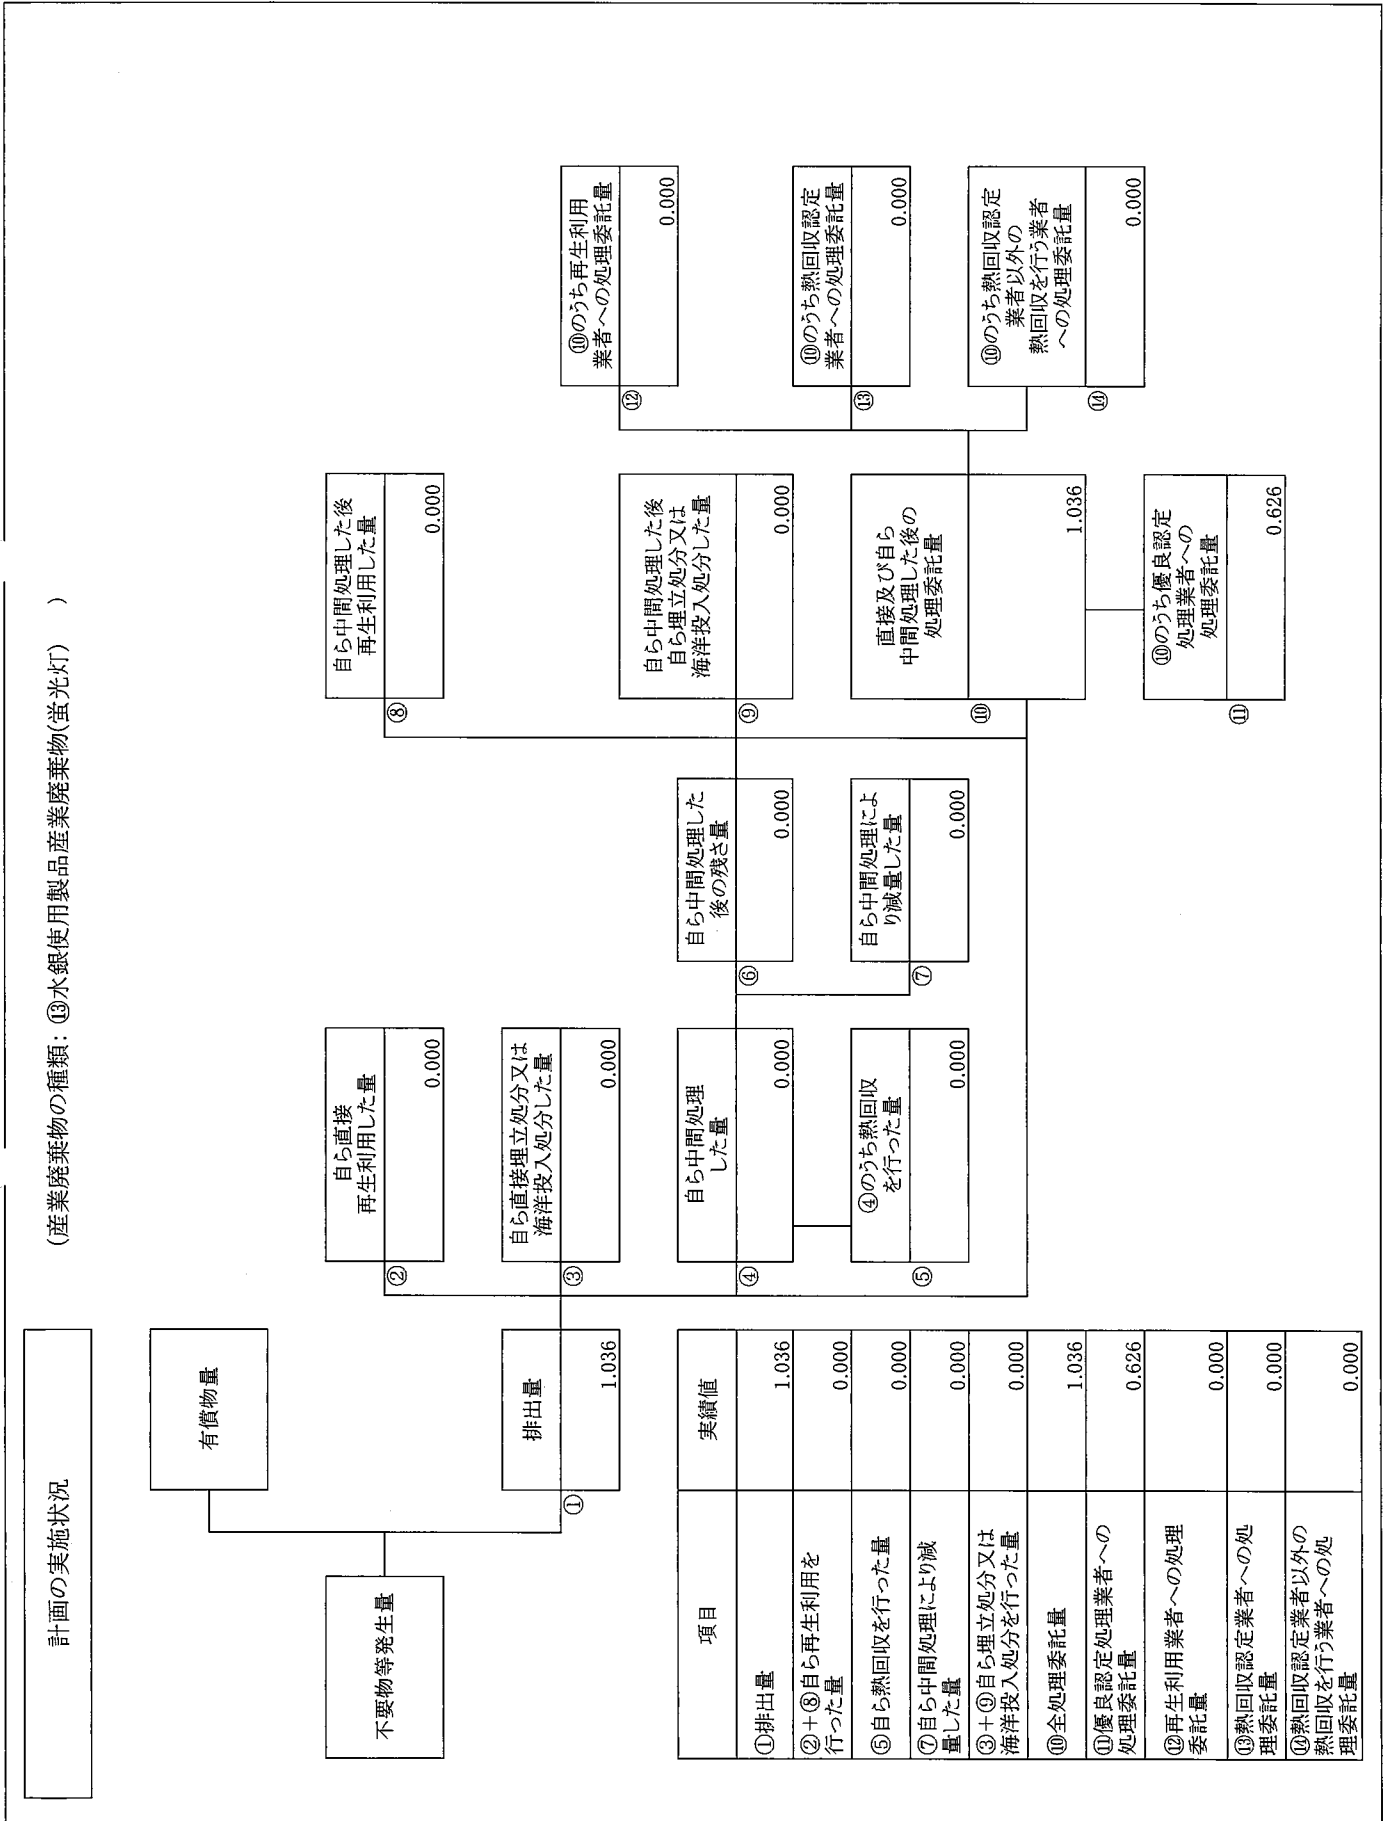 計画の実施状況
(産業廃棄物の種類：⑬水銀使用製品産業廃棄物(蛍光灯)　)
不要物等発生量
有償物量
①
排出量
1.036
②
自ら直接
再生利用した量
0.000
③
自ら直接埋立処分又は
海洋投入処分した量
0.000
④
自ら中間処理
した量
0.000
⑤
④のうち熱回収
を行った量
0.000
⑥
自ら中間処理した
後の残さ量
0.000
⑦
自ら中間処理によ
り減量した量
0.000
⑧
自ら中間処理した後
再生利用した量
0.000
⑨
自ら中間処理した後
自ら埋立処分又は
海洋投入処分した量
0.000
⑩
直接及び自ら
中間処理した後の
処理委託量
1.036
⑪
⑩のうち優良認定
処理業者への
処理委託量
0.626
⑫
⑩のうち再生利用
業者への処理委託量
0.000
⑬
⑩のうち熱回収認定
業者への処理委託量
0.000
⑭
⑩のうち熱回収認定
業者以外の
熱回収を行う業者
への処理委託量
0.000
項目 実績値
①排出量 1.036
②＋⑧自ら再生利用を
行った量 0.000
⑤自ら熱回収を行った量 0.000
⑦自ら中間処理により減
量した量 0.000
③＋⑨自ら埋立処分又は
海洋投入処分を行った量 0.000
⑩全処理委託量 1.036
⑪優良認定処理業者への
処理委託量 0.626
⑫再生利用業者への処理
委託量 0.000
⑬熱回収認定業者への処
理委託量 0.000
⑭熱回収認定業者以外の
熱回収を行う業者への処
理委託量 0.000